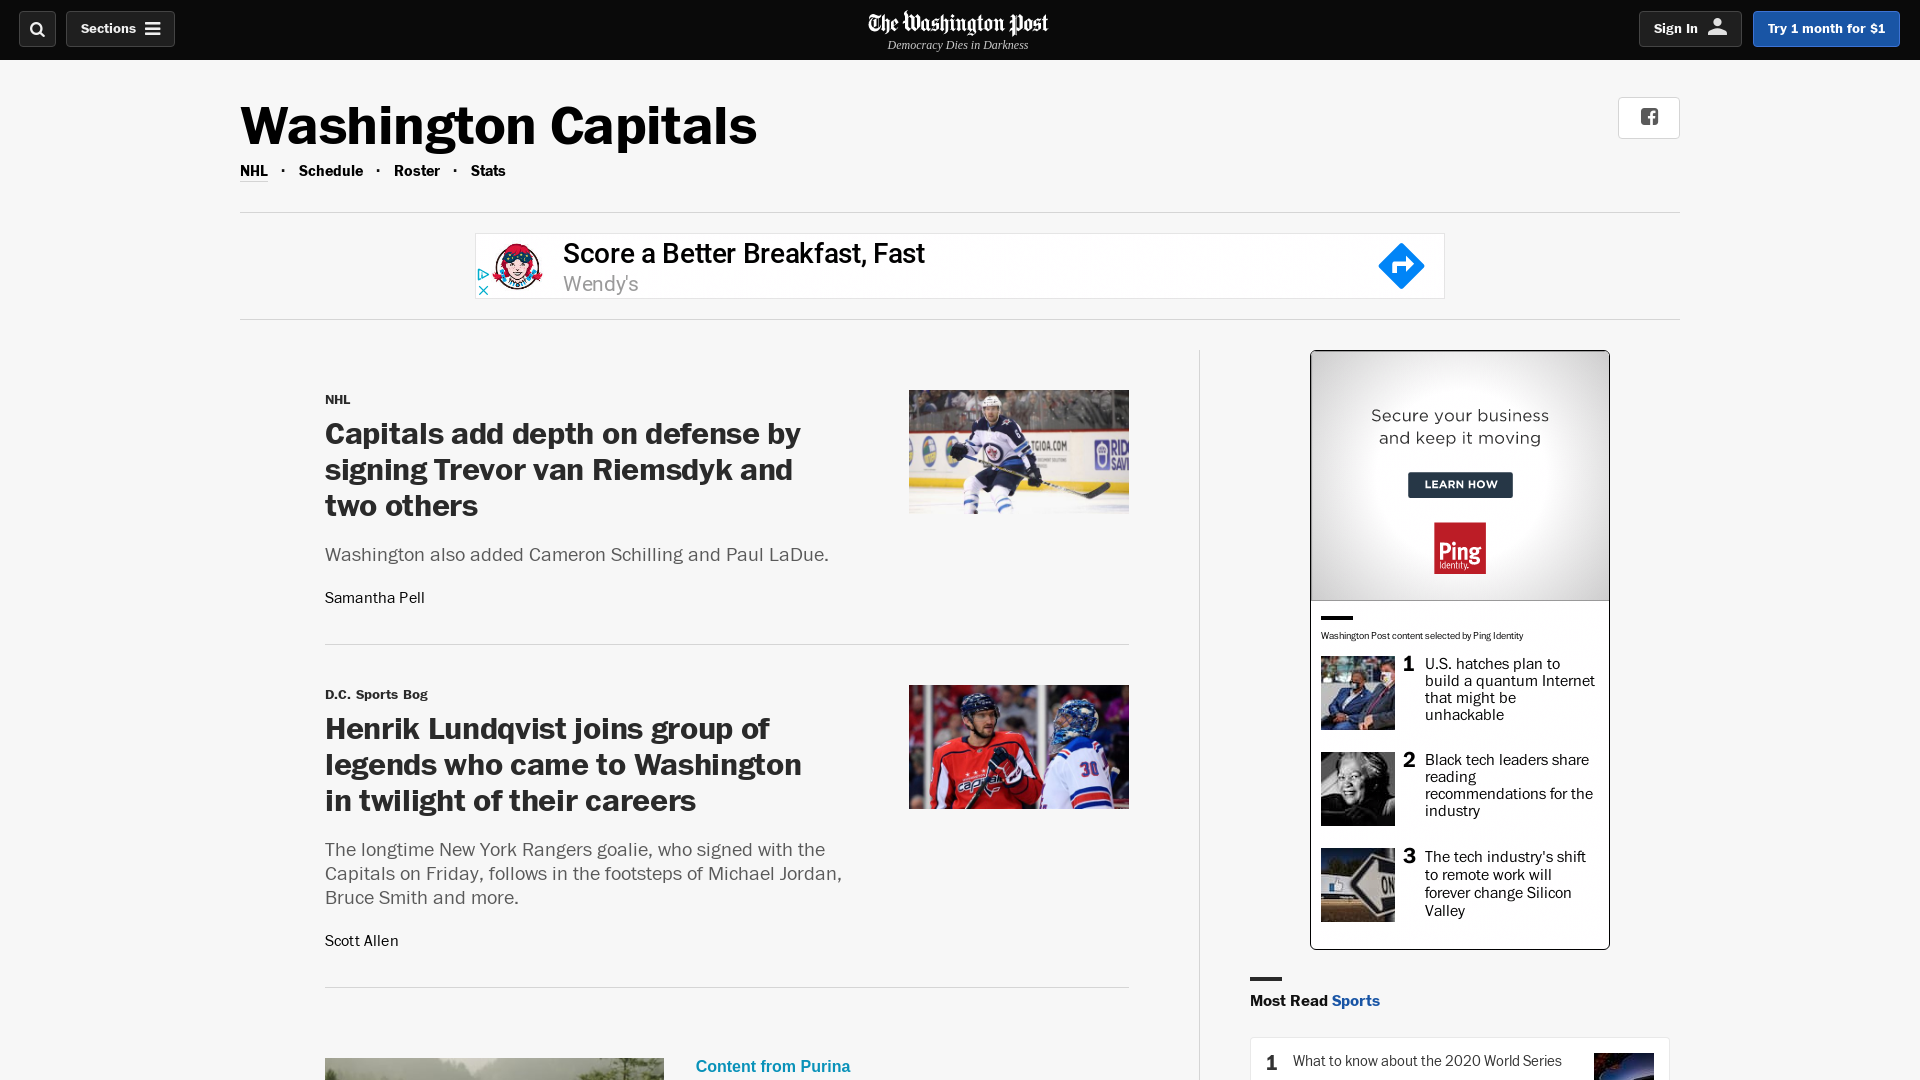 Sections
The Washington Post
Democracy Dies in Darkness
Sign In
Try 1 month for $1
Washington Capitals
NHL · Schedule · Roster · Stats
Score a Better Breakfast, Fast
Wendy's
NHL
Capitals add depth on defense by
signing Trevor van Riemsdyk and
two others
Washington also added Cameron Schilling and Paul LaDue.
Samantha Pell
D.C. Sports Bog
Henrik Lundqvist joins group of
legends who came to Washington
in twilight of their careers
The longtime New York Rangers goalie, who signed with the
Capitals on Friday, follows in the footsteps of Michael Jordan,
Bruce Smith and more.
Scott Allen
Content from Purina
Secure your business
and keep it moving
LEARN HOW
Ping
Identity.
Washington Post content selected by Ping Identity
1 U.S. hatches plan to
build a quantum Internet
that might be
unhackable
2 Black tech leaders share
reading
recommendations for the
industry
3 The tech industry's shift
to remote work will
forever change Silicon
Valley
Most Read Sports
1 What to know about the 2020 World Series